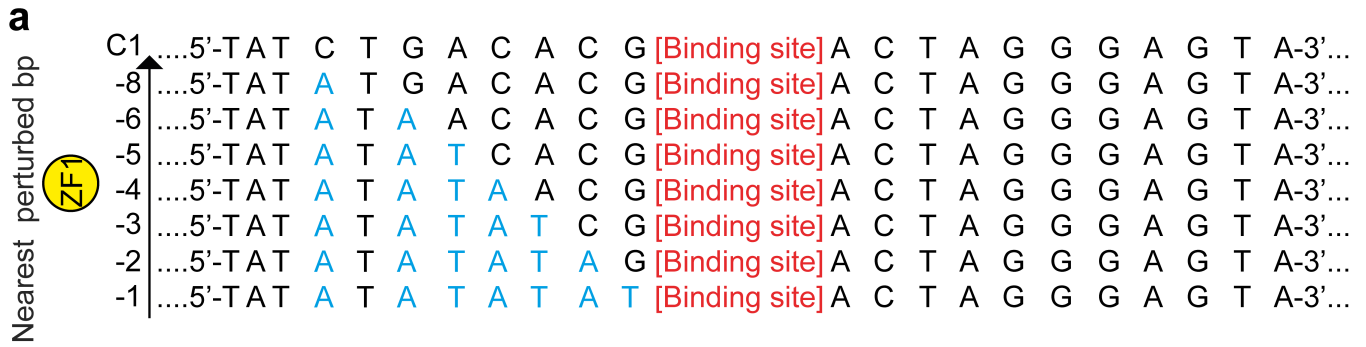 a
Nearest perturbed bp
ZF1
C1 ....5'-TAT C T G A C A C G [Binding site] A C T A G G G A G T A-3'...
-8 ....5'-TAT A T G A C A C G [Binding site] A C T A G G G A G T A-3'...
-6 ....5'-TAT A T A A C A C G [Binding site] A C T A G G G A G T A-3'...
-5 ....5'-TAT A T A T C A C G [Binding site] A C T A G G G A G T A-3'...
-4 ....5'-TAT A T A T A A C G [Binding site] A C T A G G G A G T A-3'...
-3 ....5'-TAT A T A T A T C G [Binding site] A C T A G G G A G T A-3'...
-2 ....5'-TAT A T A T A T A G [Binding site] A C T A G G G A G T A-3'...
-1 ....5'-TAT A T A T A T A T [Binding site] A C T A G G G A G T A-3'...